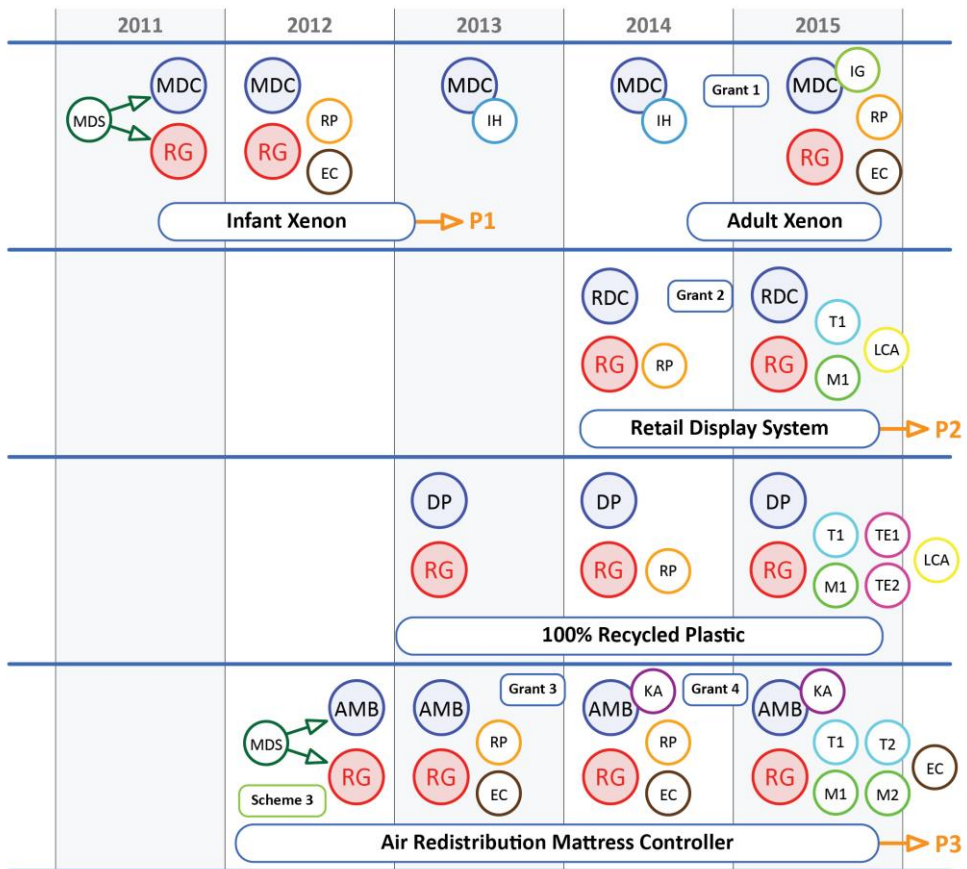 2011 2012 2013 2014 2015
MDS MDC RG
MDC RG RP EC
MDC IH
MDC IH
Grant 1
MDC IG RG RP EC
Infant Xenon P1
Adult Xenon
RDC RG RP
Grant 2
RDC RG T1 M1 LCA
Retail Display System P2
DP RG
DP RG RP
DP RG T1 TE1 M1 TE2 LCA
100% Recycled Plastic
MDS AMB RG
Scheme 3
AMB RG RP EC
Grant 3
AMB KA RG RP EC
Grant 4
AMB KA RG T1 T2 M1 M2 EC
Air Redistribution Mattress Controller P3